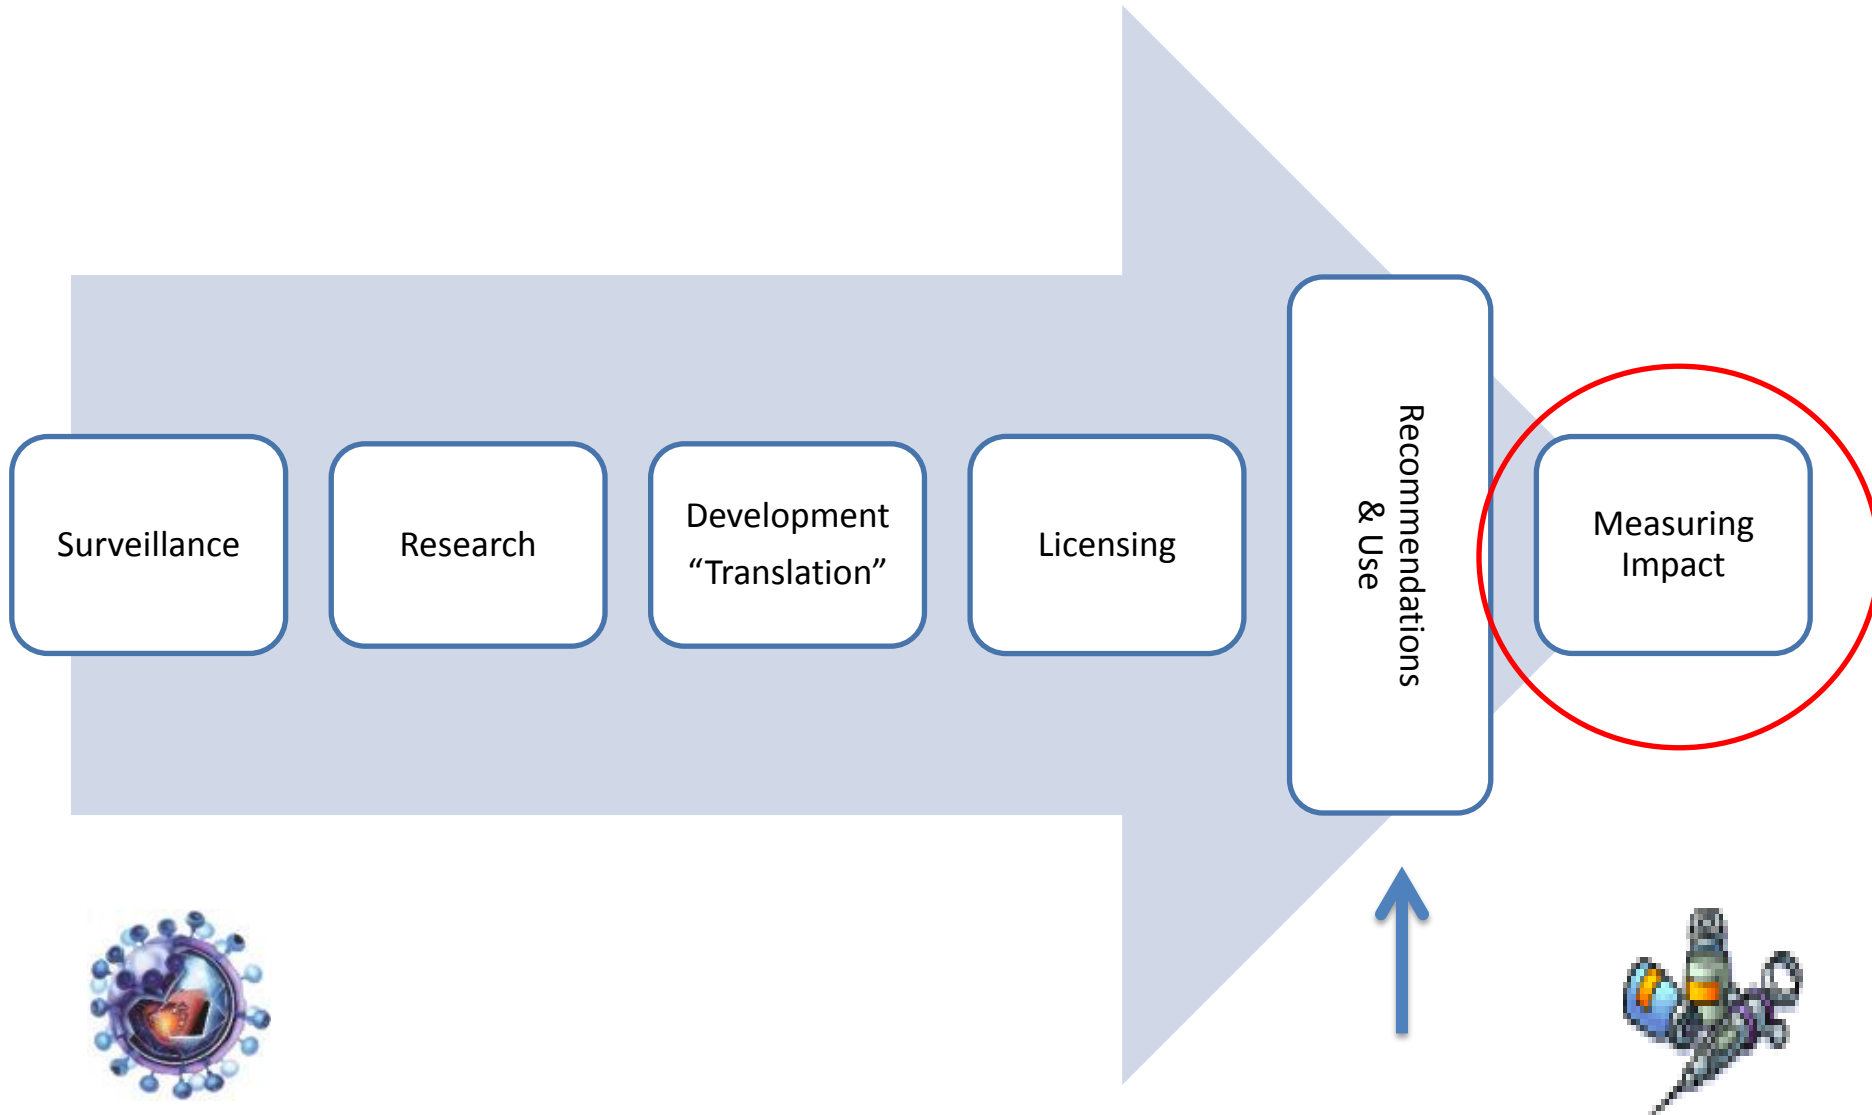 Surveillance
Research
Development
“Translation”
Licensing
Recommendations
& Use
Measuring
Impact